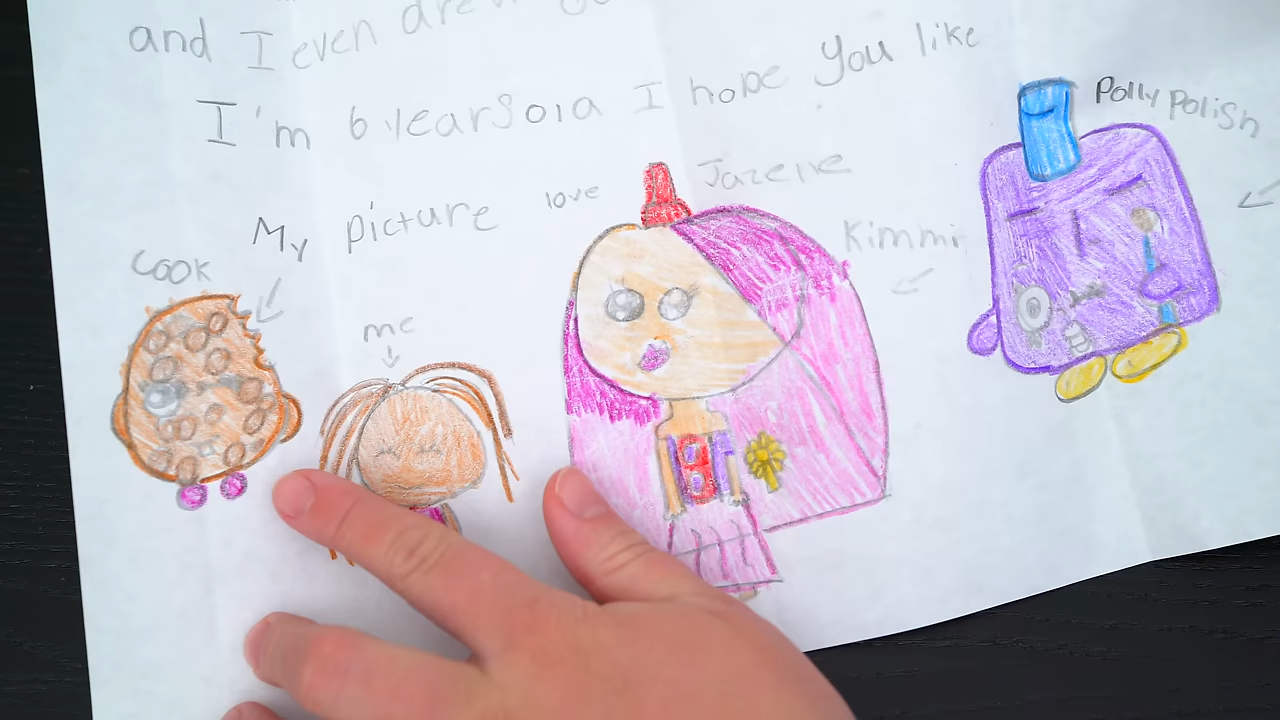 and I even drew
I'm 6 years old I hope you like
My picture love Jazelle
Polly Polish
Kimmi
Cook
me